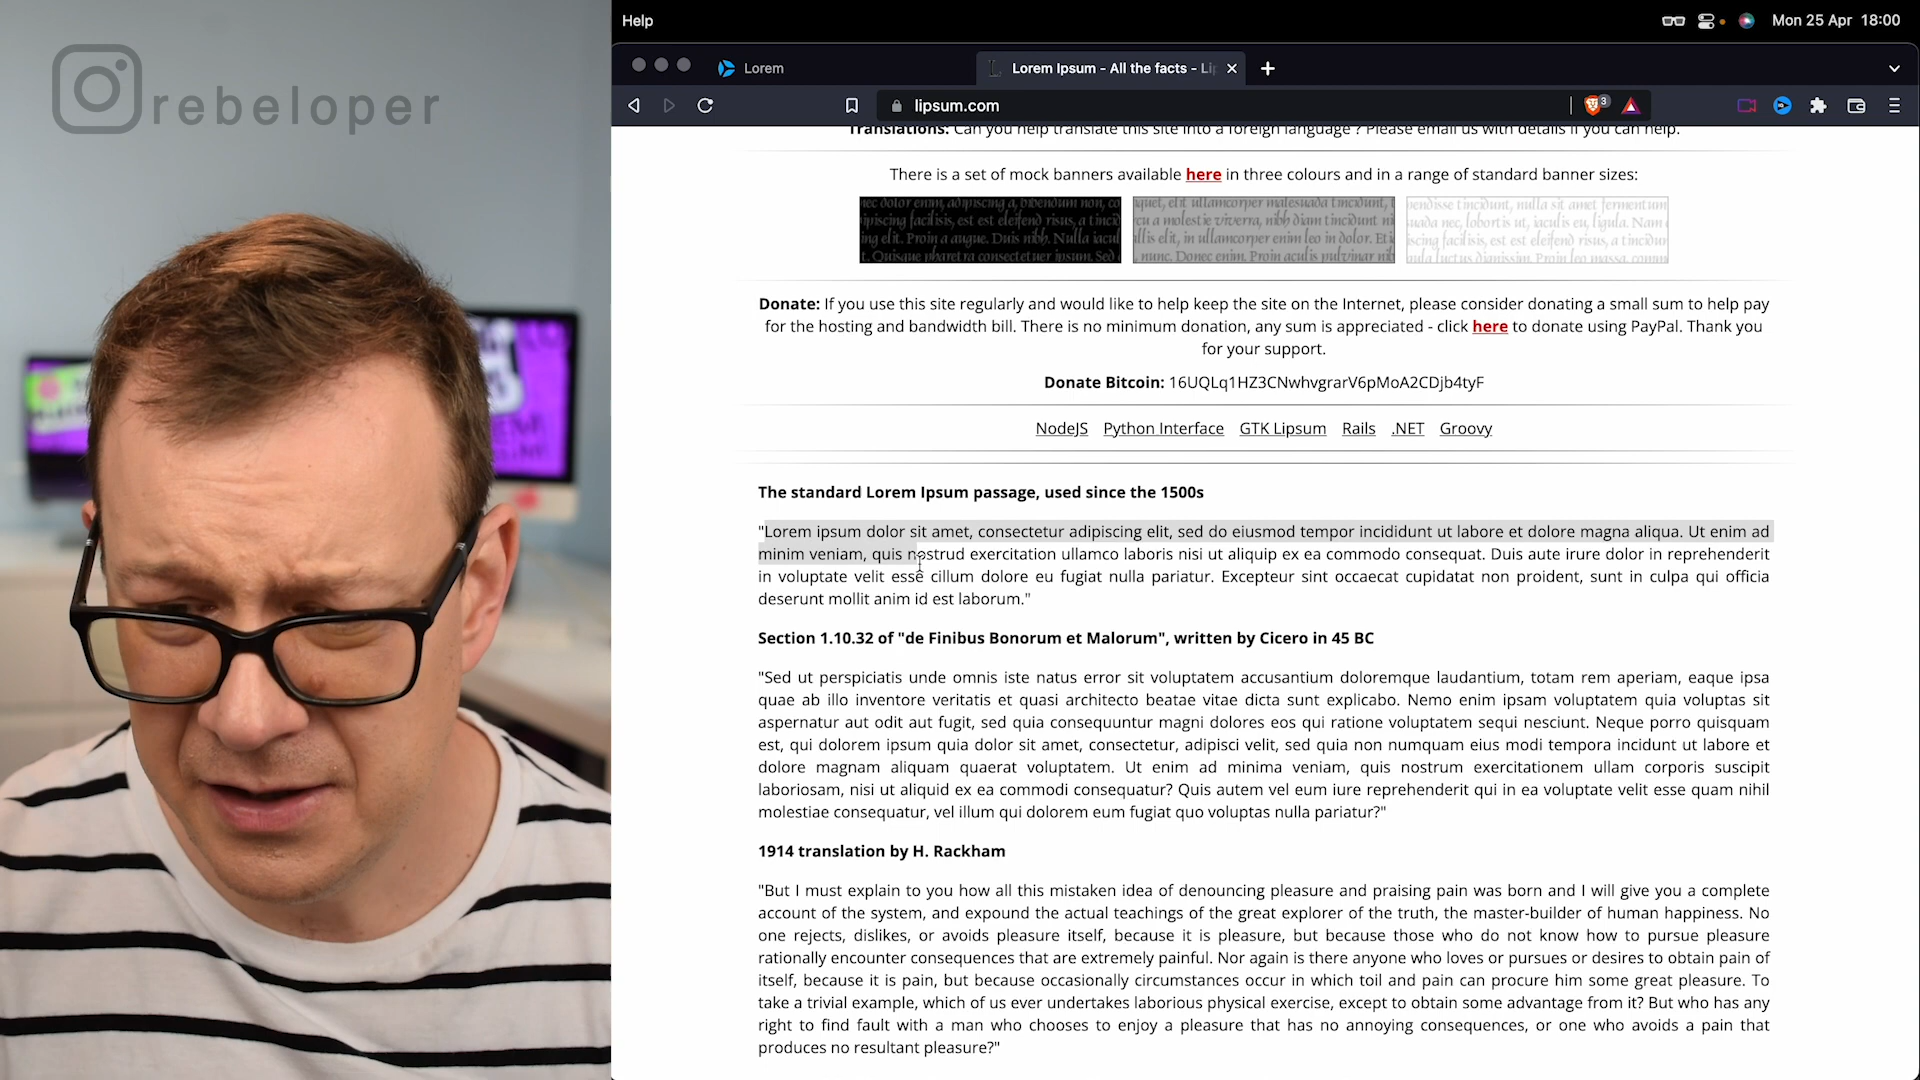 rebeloper
Help
Mon 25 Apr 18:00
Lorem
Lorem Ipsum - All the facts - Li
lipsum.com
3
Translations: Can you help translate this site into a foreign language ? Please email us with details if you can help.
There is a set of mock banners available here in three colours and in a range of standard banner sizes:
Donate: If you use this site regularly and would like to help keep the site on the Internet, please consider donating a small sum to help pay
for the hosting and bandwidth bill. There is no minimum donation, any sum is appreciated - click here to donate using PayPal. Thank you
for your support.
Donate Bitcoin: 16UQLq1HZ3CNwhvgrarV6pMoA2CDjb4tyF
NodeJS Python Interface GTK Lipsum Rails .NET Groovy
The standard Lorem Ipsum passage, used since the 1500s
"Lorem ipsum dolor sit amet, consectetur adipiscing elit, sed do eiusmod tempor incididunt ut labore et dolore magna aliqua. Ut enim ad
minim veniam, quis nostrud exercitation ullamco laboris nisi ut aliquip ex ea commodo consequat. Duis aute irure dolor in reprehenderit
in voluptate velit esse cillum dolore eu fugiat nulla pariatur. Excepteur sint occaecat cupidatat non proident, sunt in culpa qui officia
deserunt mollit anim id est laborum."
Section 1.10.32 of "de Finibus Bonorum et Malorum", written by Cicero in 45 BC
"Sed ut perspiciatis unde omnis iste natus error sit voluptatem accusantium doloremque laudantium, totam rem aperiam, eaque ipsa
quae ab illo inventore veritatis et quasi architecto beatae vitae dicta sunt explicabo. Nemo enim ipsam voluptatem quia voluptas sit
aspernatur aut odit aut fugit, sed quia consequuntur magni dolores eos qui ratione voluptatem sequi nesciunt. Neque porro quisquam
est, qui dolorem ipsum quia dolor sit amet, consectetur, adipisci velit, sed quia non numquam eius modi tempora incidunt ut labore et
dolore magnam aliquam quaerat voluptatem. Ut enim ad minima veniam, quis nostrum exercitationem ullam corporis suscipit
laboriosam, nisi ut aliquid ex ea commodi consequatur? Quis autem vel eum iure reprehenderit qui in ea voluptate velit esse quam nihil
molestiae consequatur, vel illum qui dolorem eum fugiat quo voluptas nulla pariatur?"
1914 translation by H. Rackham
"But I must explain to you how all this mistaken idea of denouncing pleasure and praising pain was born and I will give you a complete
account of the system, and expound the actual teachings of the great explorer of the truth, the master-builder of human happiness. No
one rejects, dislikes, or avoids pleasure itself, because it is pleasure, but because those who do not know how to pursue pleasure
rationally encounter consequences that are extremely painful. Nor again is there anyone who loves or pursues or desires to obtain pain of
itself, because it is pain, but because occasionally circumstances occur in which toil and pain can procure him some great pleasure. To
take a trivial example, which of us ever undertakes laborious physical exercise, except to obtain some advantage from it? But who has any
right to find fault with a man who chooses to enjoy a pleasure that has no annoying consequences, or one who avoids a pain that
produces no resultant pleasure?"